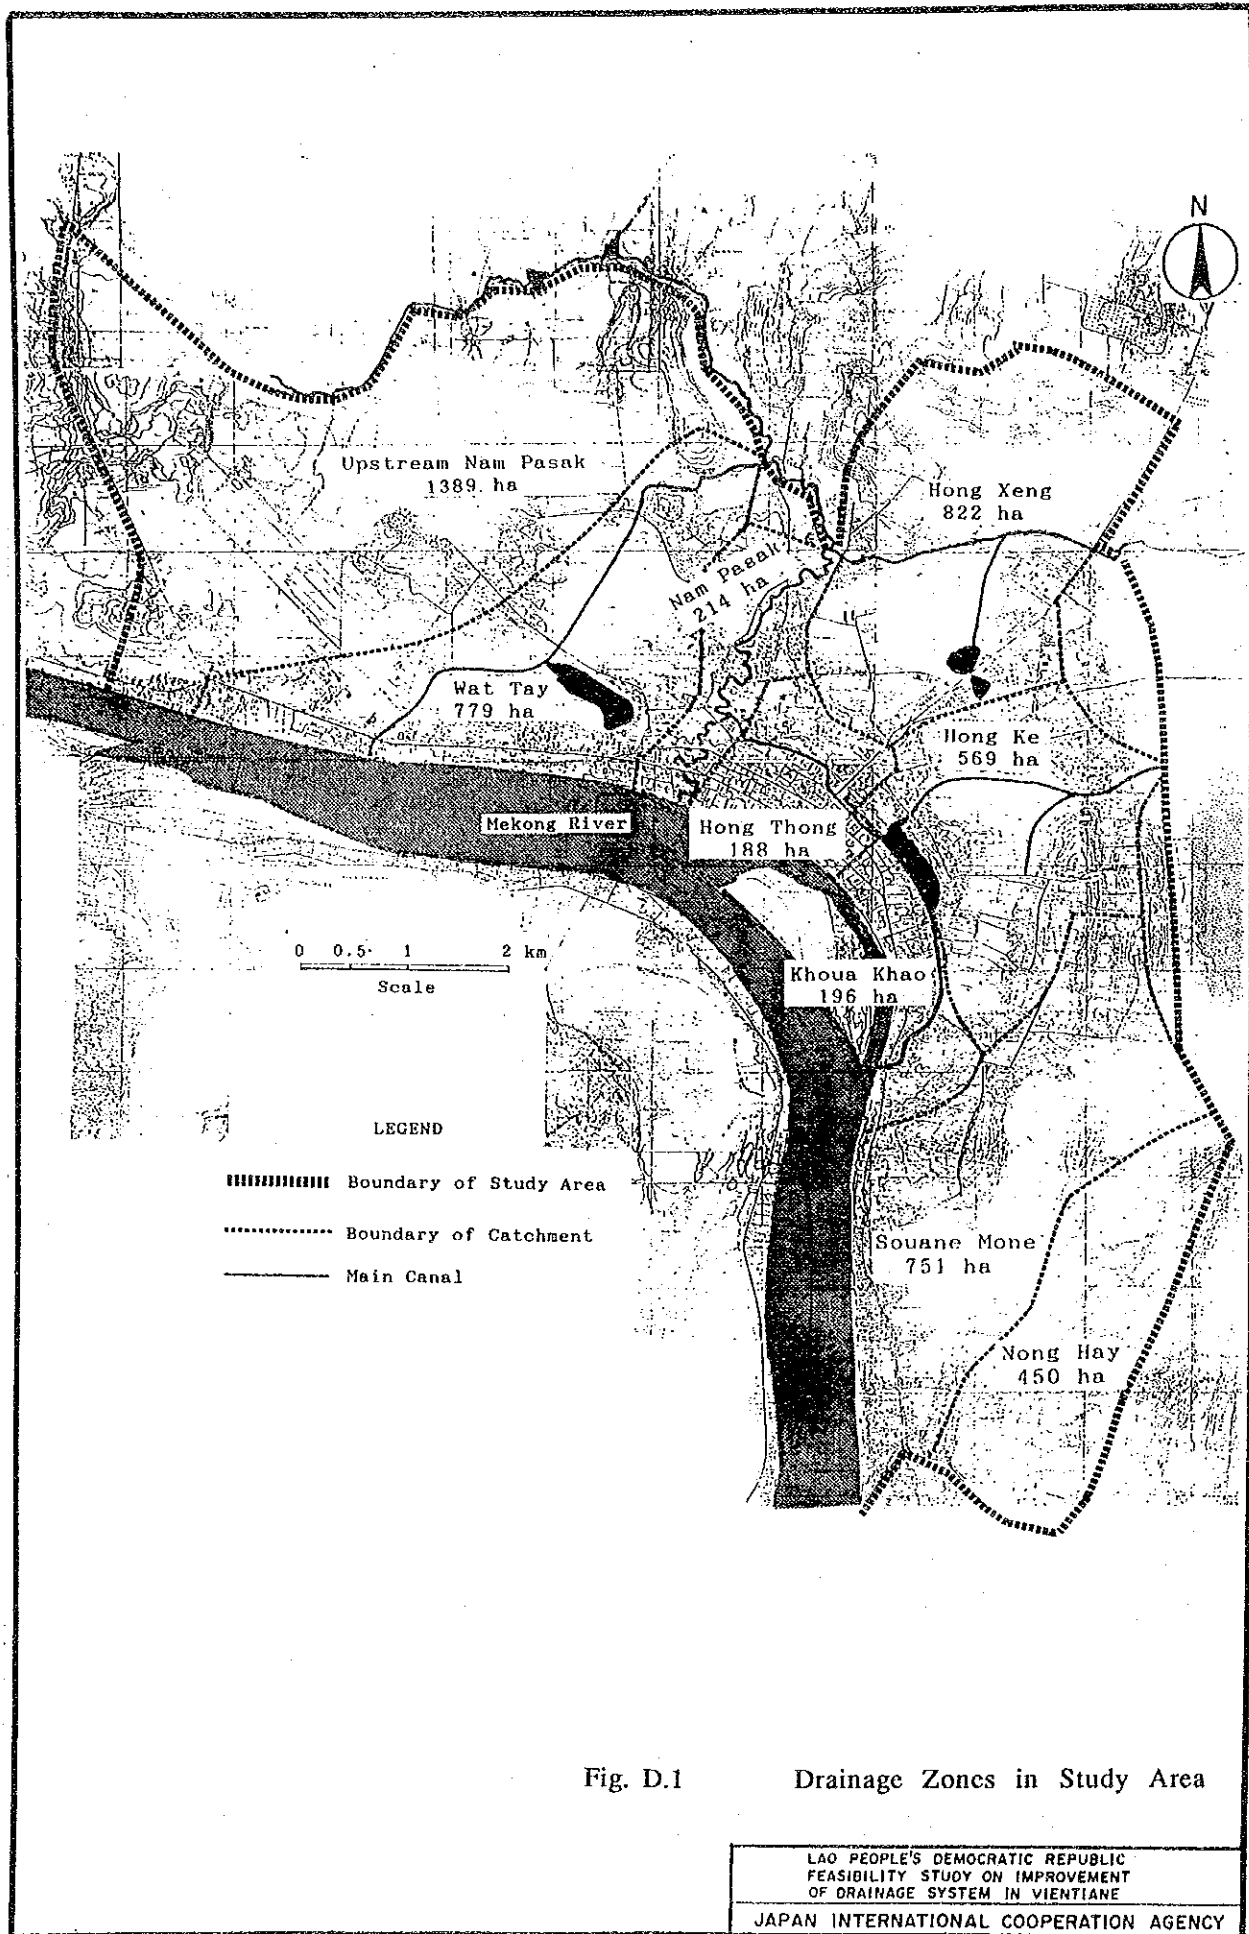 N
Upstream Nam Pasak
1389 ha
Hong Xeng
822 ha
Nam Pasak
214 ha
Wat Tay
779 ha
Hong Ke
569 ha
Mekong River
Hong Thong
188 ha
0 0.5 1 2 km
Scale
Khoua Khao
196 ha
LEGEND
Boundary of Study Area
Boundary of Catchment
Main Canal
Souane Mone
751 ha
Nong Hay
450 ha
Fig. D.1 Drainage Zones in Study Area
LAO PEOPLE'S DEMOCRATIC REPUBLIC
FEASIBILITY STUDY ON IMPROVEMENT
OF DRAINAGE SYSTEM IN VIENTIANE
JAPAN INTERNATIONAL COOPERATION AGENCY